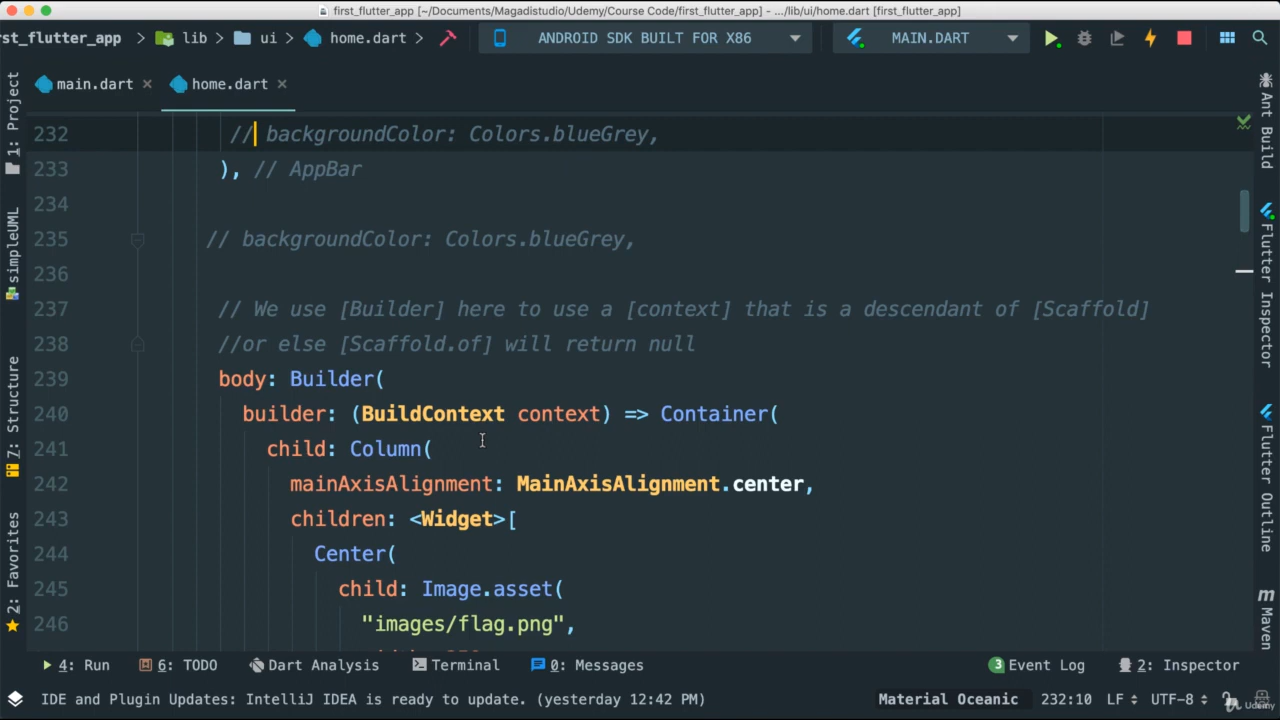 first_flutter_app [~/Documents/Magadistudio/Udemy/Course Code/first_flutter_app] - .../lib/ui/home.dart [first_flutter_app]
rst_flutter_app lib ui home.dart ANDROID SDK BUILT FOR X86 MAIN.DART
main.dart home.dart
232 // backgroundColor: Colors.blueGrey,
233 ), // AppBar
234
235 // backgroundColor: Colors.blueGrey,
236
237 // We use [Builder] here to use a [context] that is a descendant of [Scaffold]
238 //or else [Scaffold.of] will return null
239 body: Builder(
240 builder: (BuildContext context) => Container(
241 child: Column(
242 mainAxisAlignment: MainAxisAlignment.center,
243 children: <Widget>[
244 Center(
245 child: Image.asset(
246 "images/flag.png",
1: Project
simpleUML
7: Structure
2: Favorites
Ant Build
Flutter Inspector
Flutter Outline
m Maven
4: Run 6: TODO Dart Analysis Terminal 0: Messages 3 Event Log 2: Inspector
IDE and Plugin Updates: IntelliJ IDEA is ready to update. (yesterday 12:42 PM) Material Oceanic 232:10 LF UTF-8
Udemy